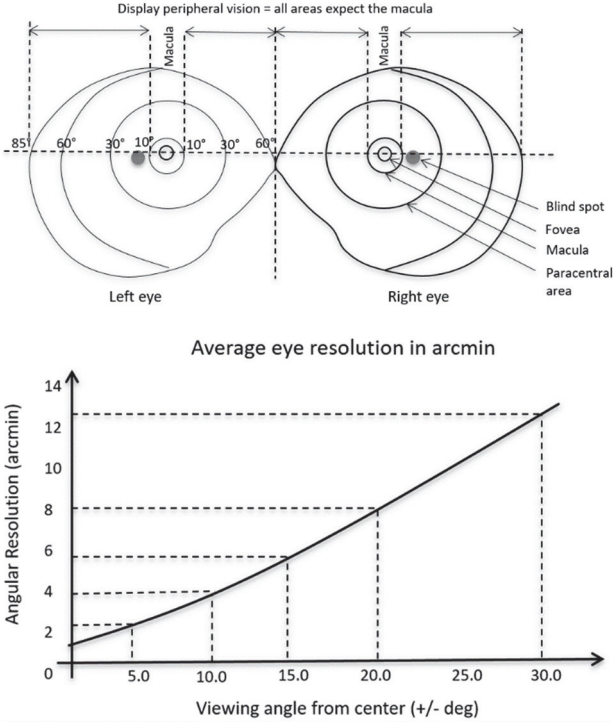 Display peripheral vision = all areas expect the macula
Macula
Macula
85°
60°
30°
10°
10°
30°
60°
Blind spot
Fovea
Macula
Paracentral
area
Left eye
Right eye
Average eye resolution in arcmin
Angular Resolution (arcmin)
14
12
10
8
6
4
2
0
5.0
10.0
15.0
20.0
25.0
30.0
Viewing angle from center (+/- deg)